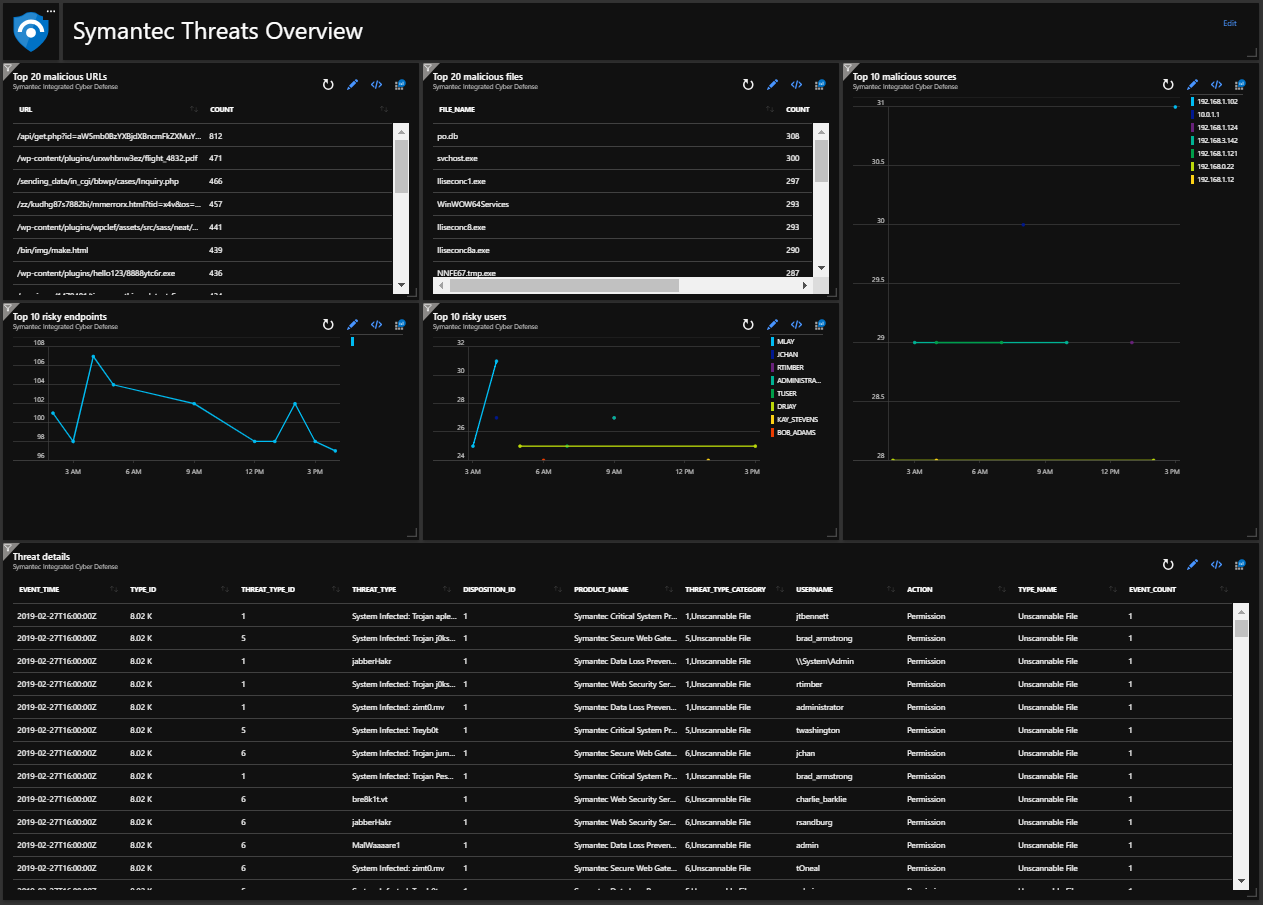 Symantec Threats Overview
Edit
Top 20 malicious URLs
Symantec Integrated Cyber Defense
URL COUNT
812
/wp-content/plugins/urxwhbnw3ez/flight_4832.pdf 471
/sending_data/in_cgi/bbwp/cases/Inquiry.php 466
/zz/kudhg87s7882bi/mmerrorx.html?tid=x4v&os=... 457
/wp-content/plugins/wpclef/assets/src/sass/neat/... 441
/bin/img/make.html 439
/wp-content/plugins/hello123/8888ytc6r.exe 436
Top 20 malicious files
Symantec Integrated Cyber Defense
FILE_NAME COUNT
po.db 308
svchost.exe 300
lliseconc1.exe 297
WinWOW64Services 293
lliseconc8.exe 293
lliseconc8a.exe 290
NNFE67.tmp.exe 287
Top 10 malicious sources
Symantec Integrated Cyber Defense
31
30.5
30
29.5
29
28.5
28
3 AM 6 AM 9 AM 12 PM 3 PM
192.168.1.102
10.0.1.1
192.168.1.124
192.168.3.142
192.168.1.121
192.168.0.22
192.168.1.12
Top 10 risky endpoints
Symantec Integrated Cyber Defense
108
106
104
102
100
98
96
3 AM 6 AM 9 AM 12 PM 3 PM
Top 10 risky users
Symantec Integrated Cyber Defense
32
30
28
26
24
3 AM 6 AM 9 AM 12 PM 3 PM
MLAY
JCHAN
RTIMBER
ADMINISTRA...
TUSER
DRJAY
KAY_STEVENS
BOB_ADAMS
Threat details
Symantec Integrated Cyber Defense
EVENT_TIME TYPE_ID THREAT_TYPE_ID THREAT_TYPE DISPOSITION_ID PRODUCT_NAME THREAT_TYPE_CATEGORY USERNAME ACTION TYPE_NAME EVENT_COUNT
2019-02-27T16:00:00Z 8.02 K 1 System Infected: Trojan aple... 1 Symantec Critical System Pr... 1,Unscannable File jtbennett Permission Unscannable File 1
2019-02-27T16:00:00Z 8.02 K 5 System Infected: Trojan j0ks... 1 Symantec Secure Web Gate... 5,Unscannable File brad_armstrong Permission Unscannable File 1
2019-02-27T16:00:00Z 8.02 K 1 jabberHakr 1 Symantec Data Loss Preven... 1,Unscannable File \\System\Admin Permission Unscannable File 1
2019-02-27T16:00:00Z 8.02 K 1 System Infected: Trojan j0ks... 1 Symantec Web Security Ser... 1,Unscannable File rtimber Permission Unscannable File 1
2019-02-27T16:00:00Z 8.02 K 1 System Infected: zimt0.mv 1 Symantec Data Loss Preven... 1,Unscannable File administrator Permission Unscannable File 1
2019-02-27T16:00:00Z 8.02 K 5 System Infected: Treyb0t 1 Symantec Critical System Pr... 5,Unscannable File twashington Permission Unscannable File 1
2019-02-27T16:00:00Z 8.02 K 6 System Infected: Trojan jum... 1 Symantec Secure Web Gate... 6,Unscannable File jchan Permission Unscannable File 1
2019-02-27T16:00:00Z 8.02 K 1 System Infected: Trojan Pes... 1 Symantec Critical System Pr... 1,Unscannable File brad_armstrong Permission Unscannable File 1
2019-02-27T16:00:00Z 8.02 K 6 bre8k1t.vt 1 Symantec Web Security Ser... 6,Unscannable File charlie_barklie Permission Unscannable File 1
2019-02-27T16:00:00Z 8.02 K 6 jabberHakr 1 Symantec Web Security Ser... 6,Unscannable File rsandburg Permission Unscannable File 1
2019-02-27T16:00:00Z 8.02 K 6 MalWaaaare1 1 Symantec Data Loss Preven... 6,Unscannable File admin Permission Unscannable File 1
2019-02-27T16:00:00Z 8.02 K 6 System Infected: zimt0.mv 1 Symantec Secure Web Gate... 6,Unscannable File tOneal Permission Unscannable File 1